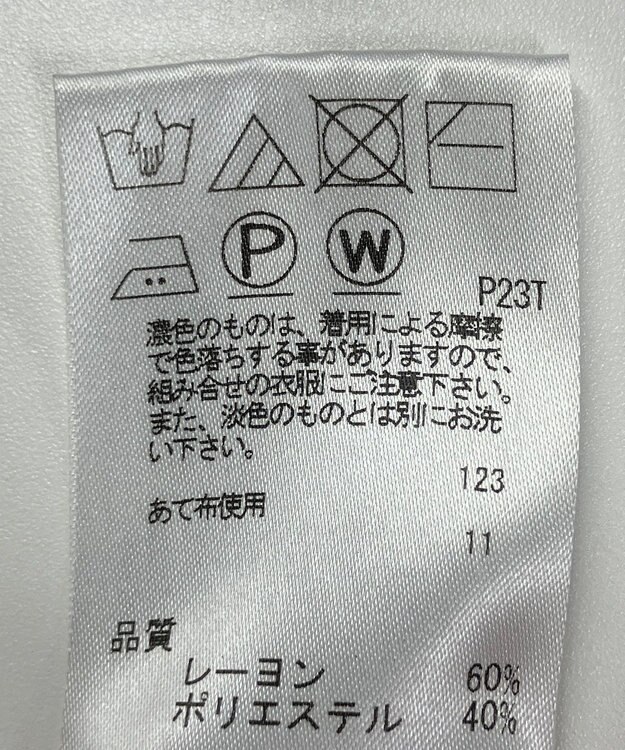 P W
P23T
濃色のものは、着用による摩擦
で色落ちする事がありますので、
組み合せの衣服にご注意下さい。
また、淡色のものとは別にお洗
い下さい。
123
あて布使用
11
品質
レーヨン 60%
ポリエステル 40%